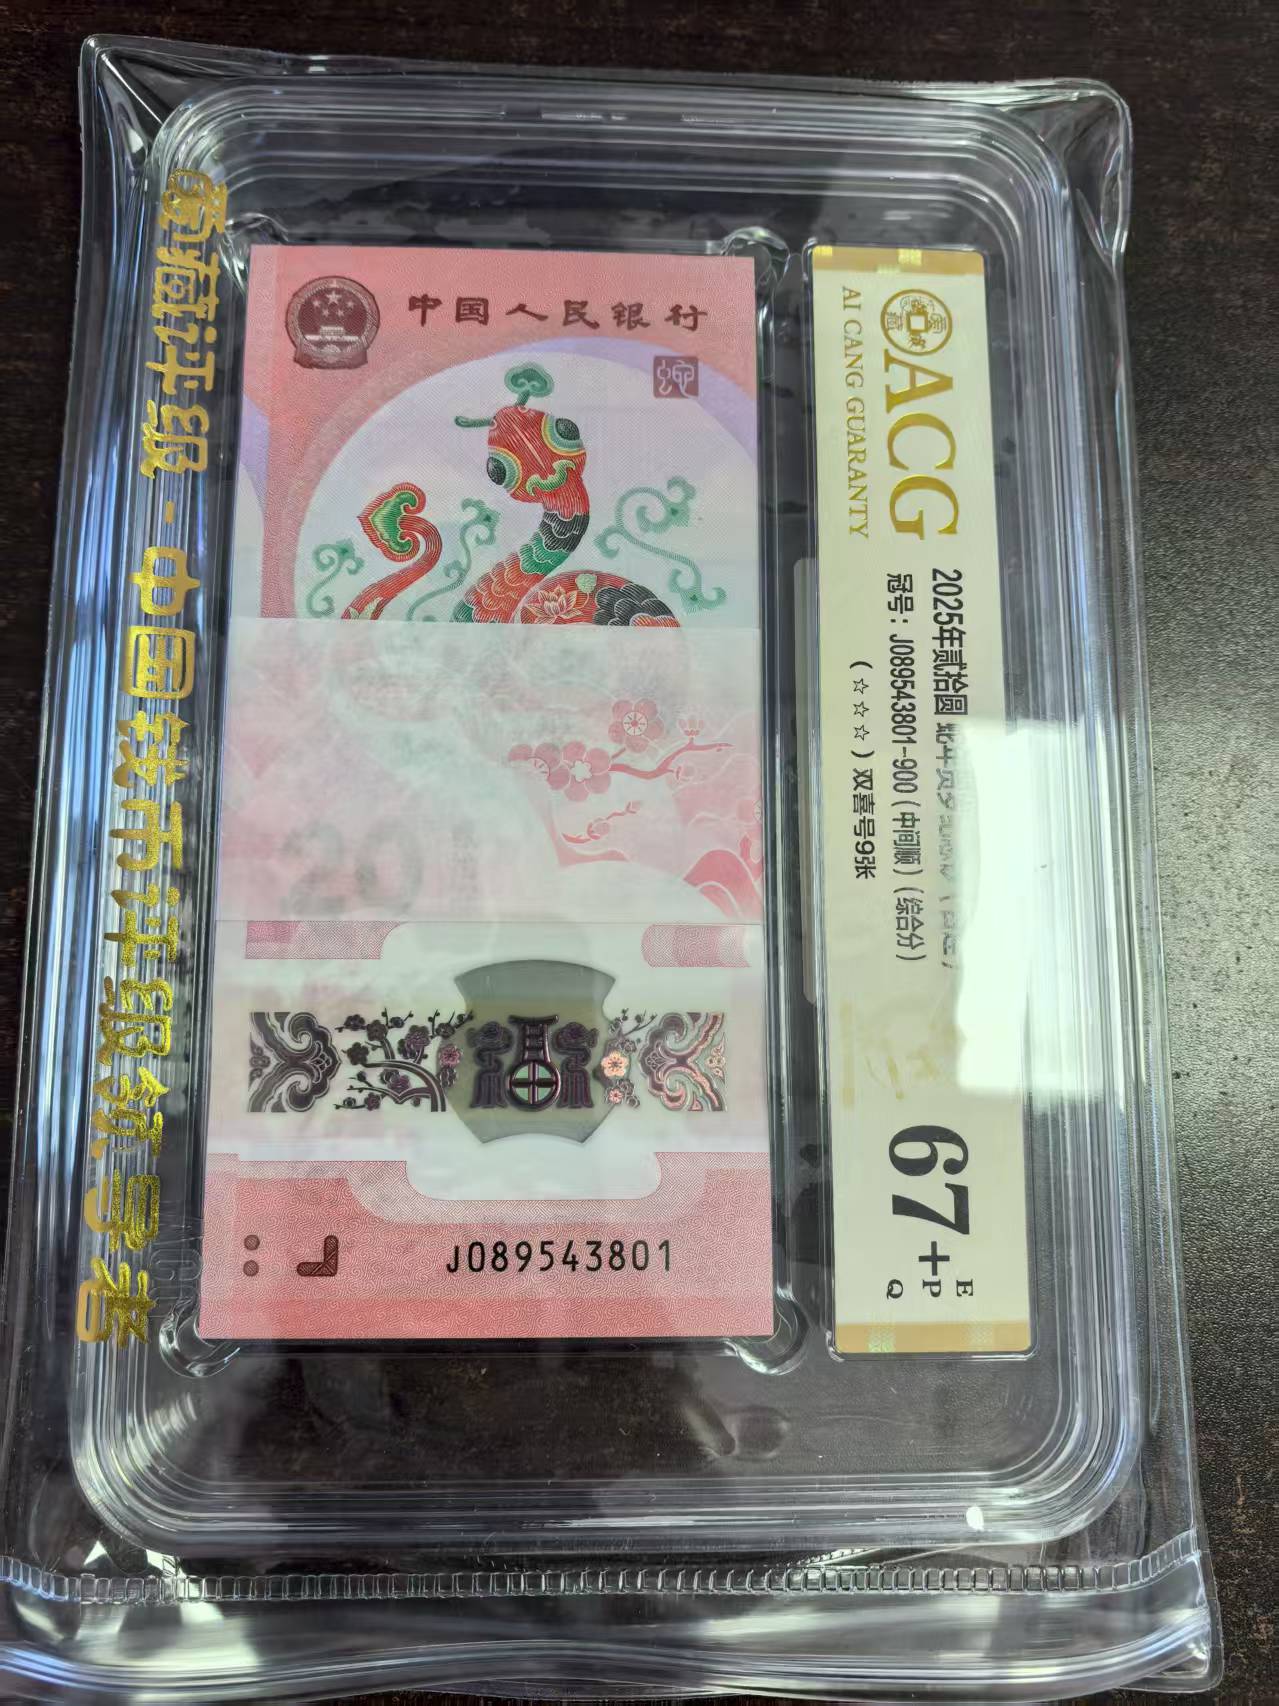 爱藏评级-中国钱币评级领导者
中国人民银行
J089543801
ACG
AI CANG GUARANTY
2025年贰拾圆
冠号：J089543801-900（中间顺）（综合分）
（☆☆☆）双喜号9张
67+
E
P
Q